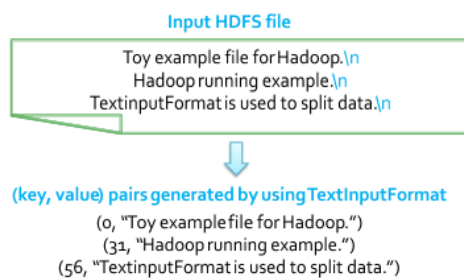 Input HDFS file
Toy example file for Hadoop.\n
Hadoop running example.\n
TextinputFormat is used to split data.\n
(key, value) pairs generated by using TextInputFormat
(0, “Toy example file for Hadoop.”)
(31, “Hadoop running example.”)
(56, “TextinputFormat is used to split data.”)